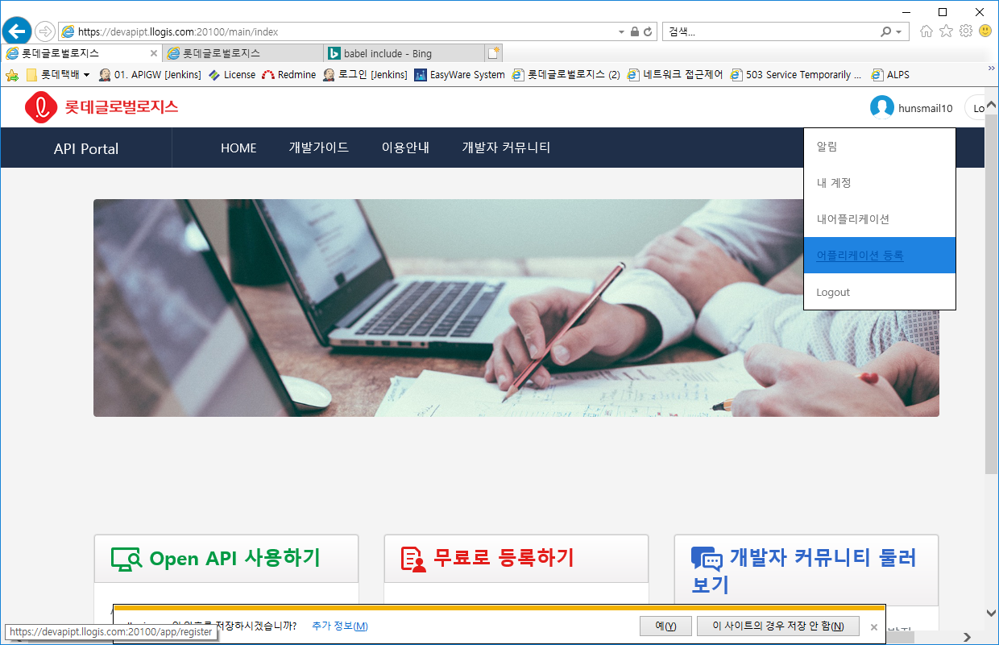 https://devapipt.llogis.com:20100/main/index
검색...
롯데글로벌로지스
롯데글로벌로지스
babel include - Bing
롯데택배
01. APIGW [Jenkins]
License
Redmine
로그인 [Jenkins]
EasyWare System
롯데글로벌로지스 (2)
네트워크 접근제어
503 Service Temporarily ...
ALPS
롯데글로벌로지스
hunsmail10
Lo
API Portal
HOME
개발가이드
이용안내
개발자 커뮤니티
알림
내 계정
내어플리케이션
어플리케이션 등록
Logout
Open API 사용하기
무료로 등록하기
개발자 커뮤니티 둘러
보기
저장하시겠습니까?
추가 정보(M)
예(Y)
이 사이트의 경우 저장 안 함(N)
https://devapipt.llogis.com:20100/app/register